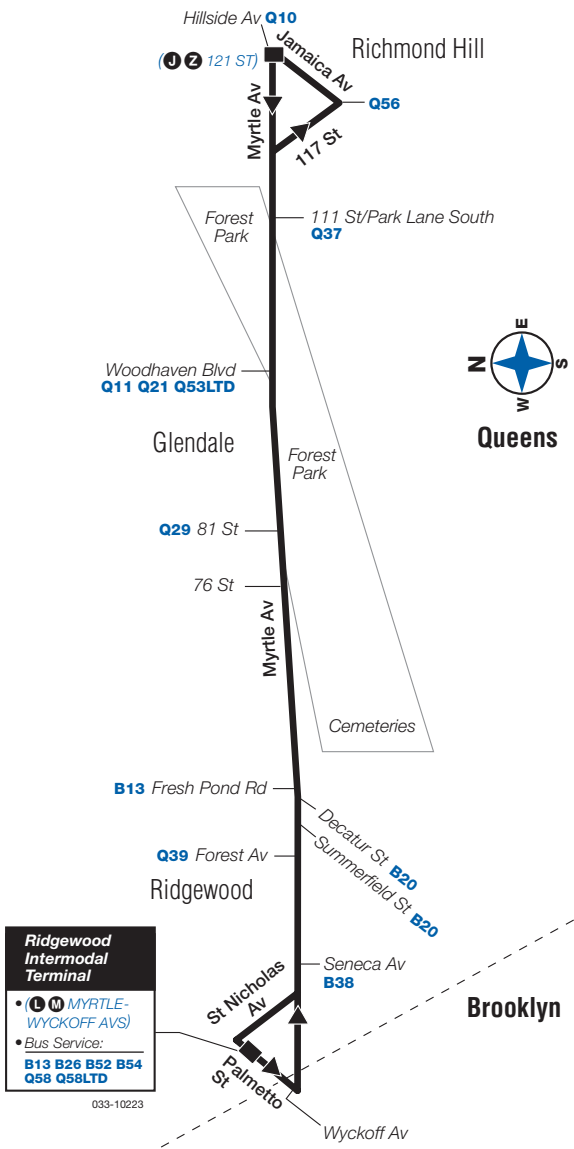 Hillside Av Q10
(J Z 121 ST)
Jamaica Av
Richmond Hill
Myrtle Av
Q56
117 St
Forest
Park
111 St/Park Lane South
Q37
Woodhaven Blvd
Q11 Q21 Q53LTD
N
E
S
W
Queens
Glendale
Forest
Park
Q29 81 St
76 St
Myrtle Av
Cemeteries
B13 Fresh Pond Rd
Decatur St B20
Summerfield St B20
Q39 Forest Av
Ridgewood
Ridgewood
Intermodal
Terminal
• (L M MYRTLE-
WYCKOFF AVS)
• Bus Service:
B13 B26 B52 B54
Q58 Q58LTD
033-10223
Seneca Av
B38
St Nicholas
Av
Brooklyn
Palmetto
St
Wyckoff Av